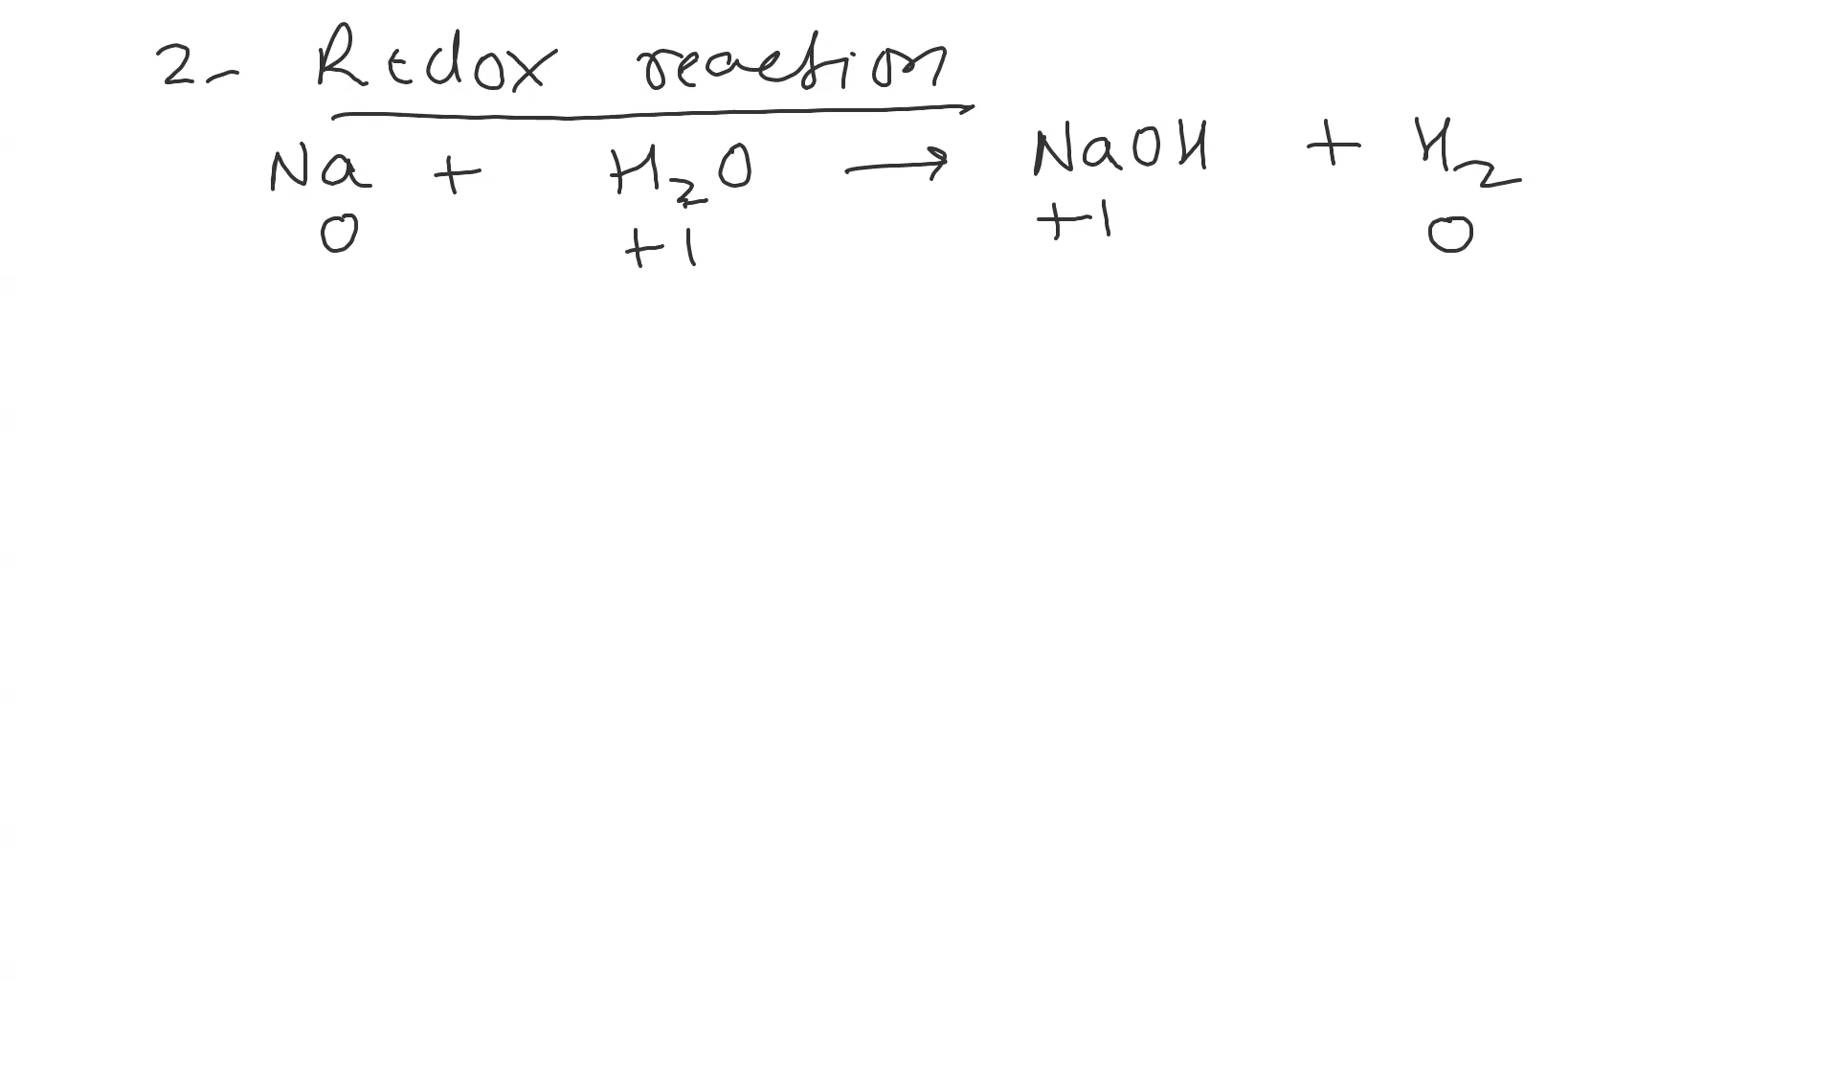 2- Redox reaction
Na + H₂O → NaOH + H₂
0 +1 +1 0